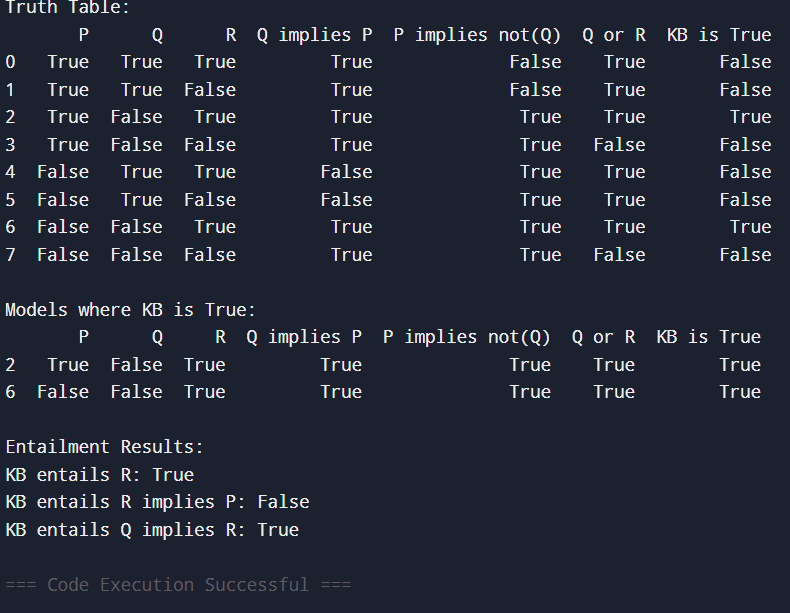 Truth Table:
       P      Q      R  Q implies P  P implies not(Q)  Q or R  KB is True
0   True   True   True         True             False    True       False
1   True   True  False         True             False    True       False
2   True  False   True         True              True    True        True
3   True  False  False         True              True   False       False
4  False   True   True        False              True    True       False
5  False   True  False        False              True    True       False
6  False  False   True         True              True    True        True
7  False  False  False         True              True   False       False
Models where KB is True:
       P      Q     R  Q implies P  P implies not(Q)  Q or R  KB is True
2   True  False  True         True              True    True        True
6  False  False  True         True              True    True        True
Entailment Results:
KB entails R: True
KB entails R implies P: False
KB entails Q implies R: True
=== Code Execution Successful ===